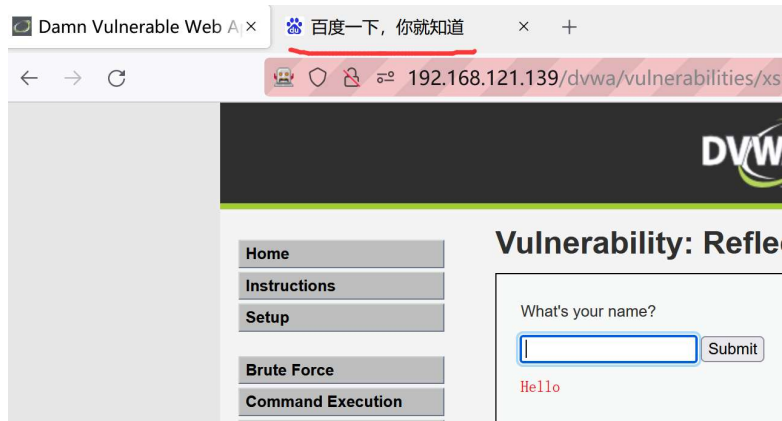 Damn Vulnerable Web A
百度一下，你就知道
192.168.121.139/dvwa/vulnerabilities/xs
DVW
Vulnerability: Refle
Home
Instructions
Setup
Brute Force
Command Execution
What's your name?
Submit
Hello